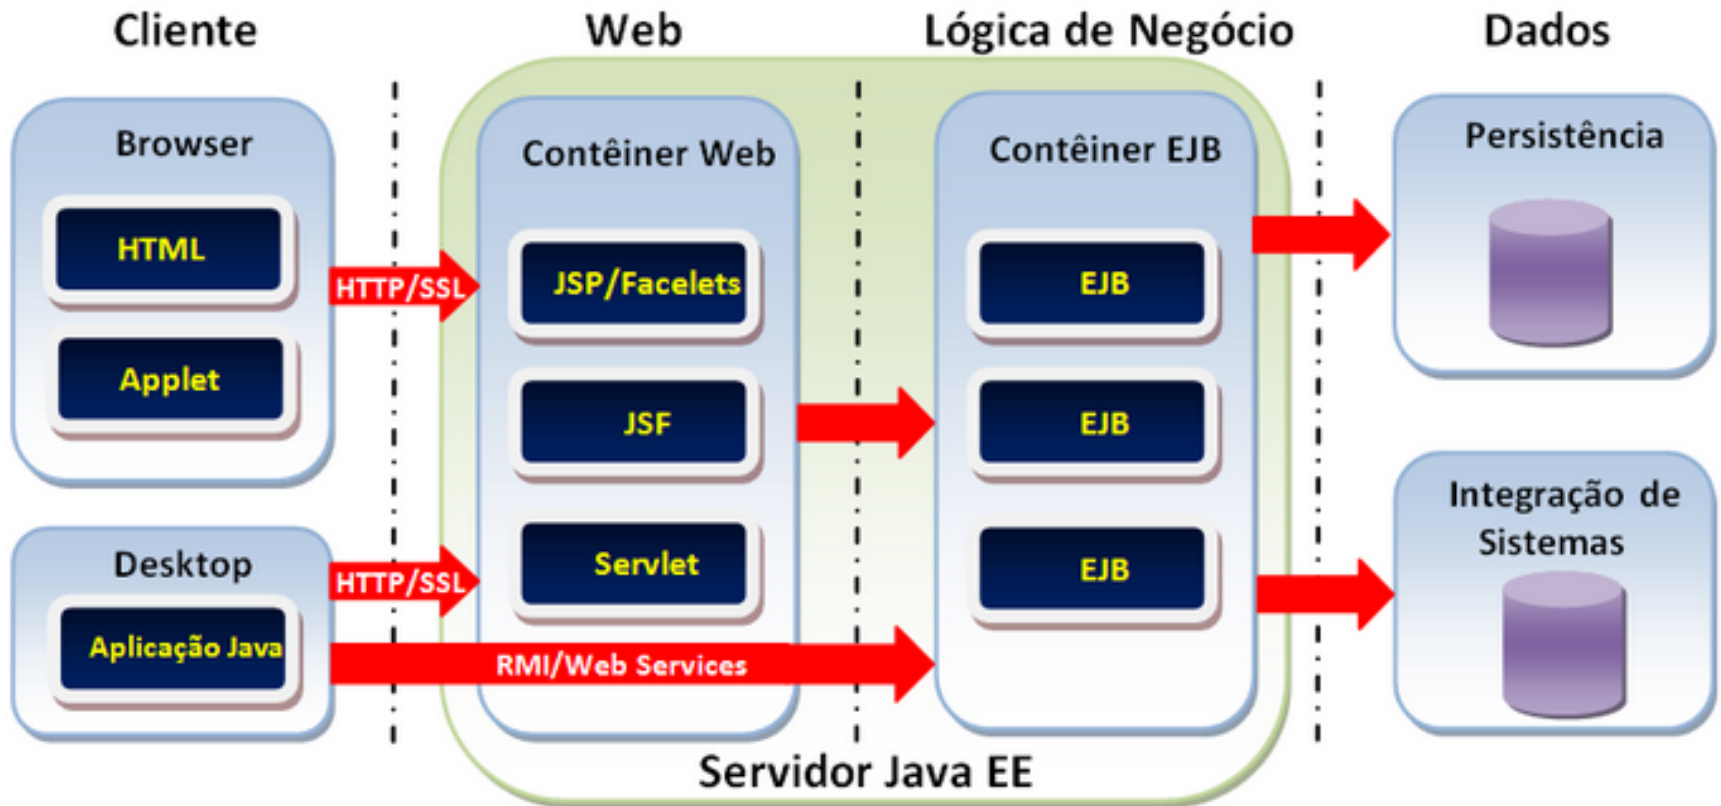 Cliente
Web
Lógica de Negócio
Dados
Browser
HTML
Applet
HTTP/SSL
Desktop
Aplicação Java
HTTP/SSL
RMI/Web Services
Contêiner Web
JSP/Facelets
JSF
Servlet
Contêiner EJB
EJB
EJB
EJB
Persistência
Integração de
Sistemas
Servidor Java EE